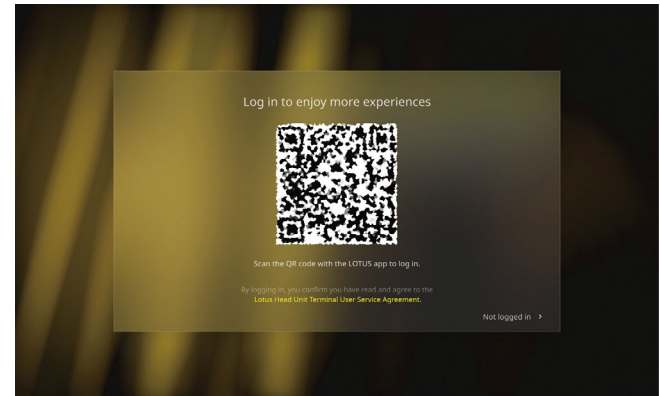 Log in to enjoy more experiences
Scan the QR code with the LOTUS app to log in.
By logging in, you confirm you have read and agree to the
Lotus Head Unit Terminal User Service Agreement.
Not logged in >